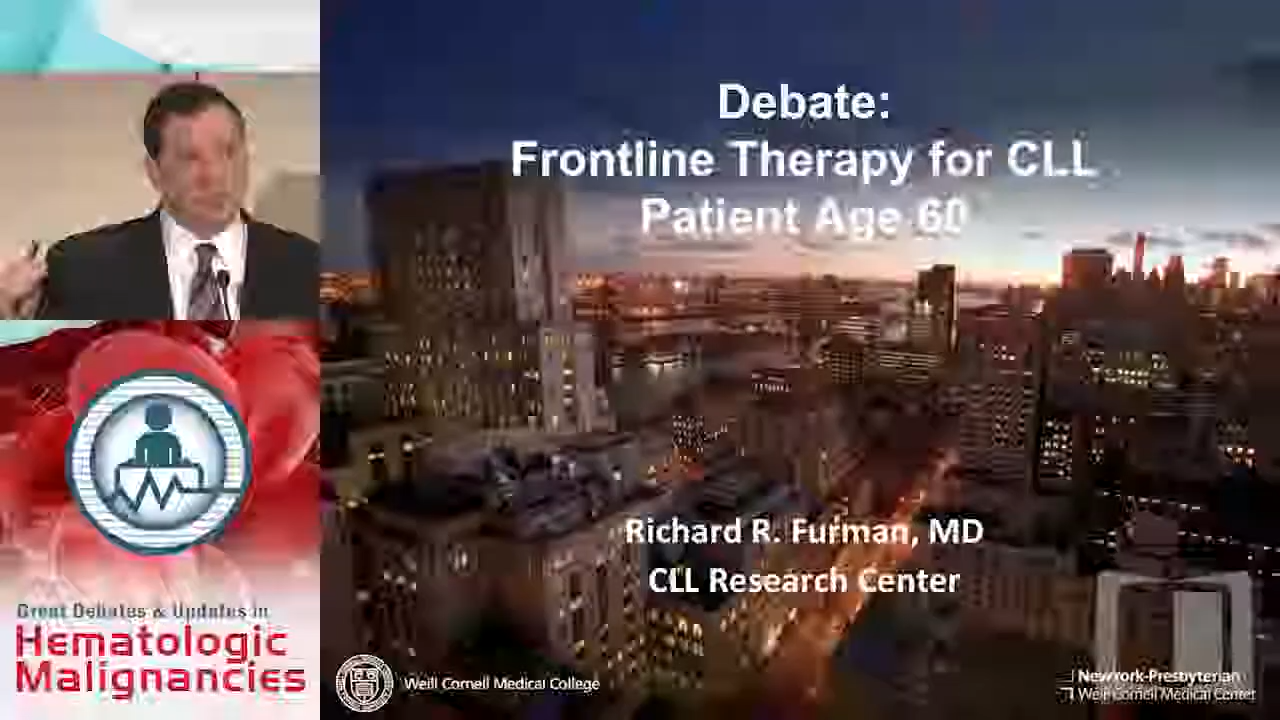 Debate:
Frontline Therapy for CLL
Patient Age 60
Richard R. Furman, MD
CLL Research Center
Great Debates & Updates in
Hematologic
Malignancies
Weill Cornell Medical College
NewYork-Presbyterian
Weill Cornell Medical Center